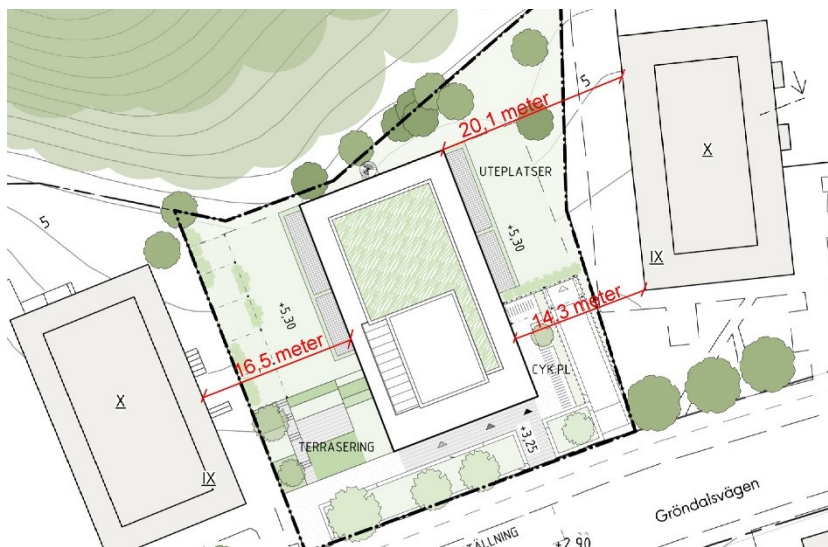 20,1 meter
5
X
UTEPLATSER
+5,30
5
IX
14,3 meter
+5,30
16,5 meter
CYK.PL
X
TERRASERING
+3,25
IX
Gröndalsvägen
+2,90